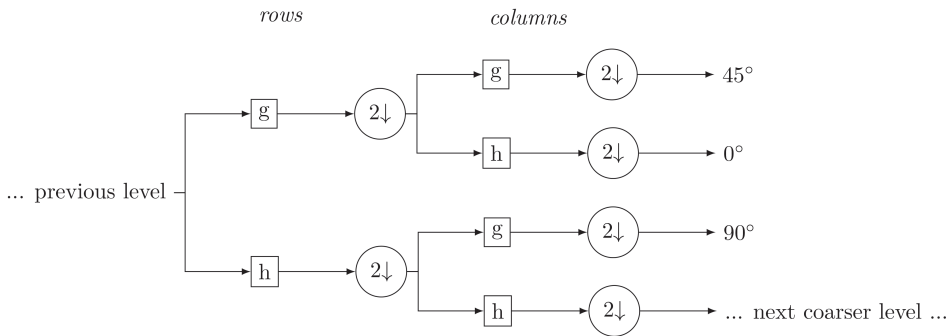 rows columns
g 2↓ g 2↓ 45°
h 2↓ 0°
... previous level
h 2↓ g 2↓ 90°
h 2↓ ... next coarser level ...